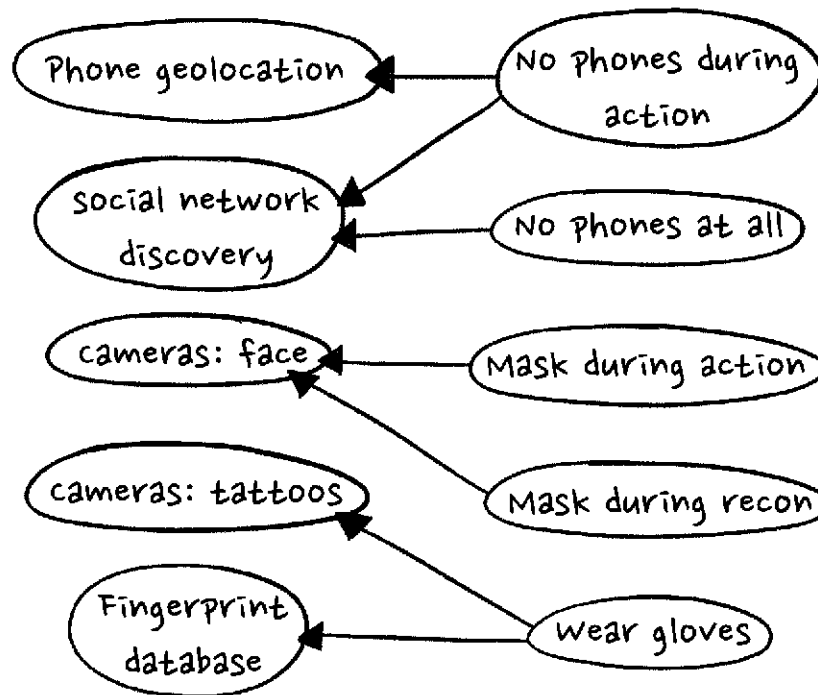 Phone geolocation
No phones during
action
social network
discovery
No phones at all
cameras: face
Mask during action
cameras: tattoos
Mask during recon
Fingerprint
database
wear gloves